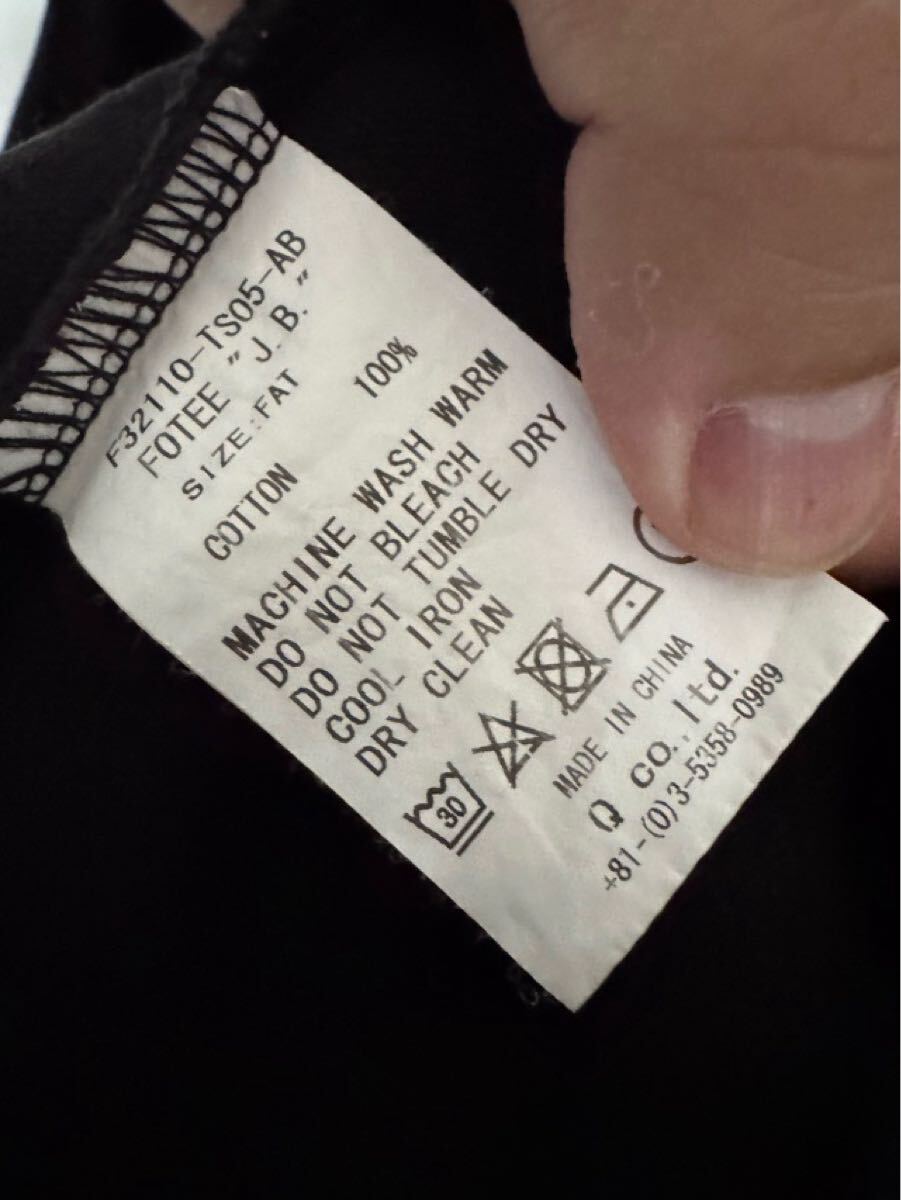 F32110-TS05-AB
FOTEE "J.B."
SIZE:FAT
COTTON 100%
MACHINE WASH WARM
DO NOT BLEACH
DO NOT TUMBLE DRY
COOL IRON
DRY CLEAN
30
MADE IN CHINA
Q CO.,ltd.
+81-(0)3-5358-0989